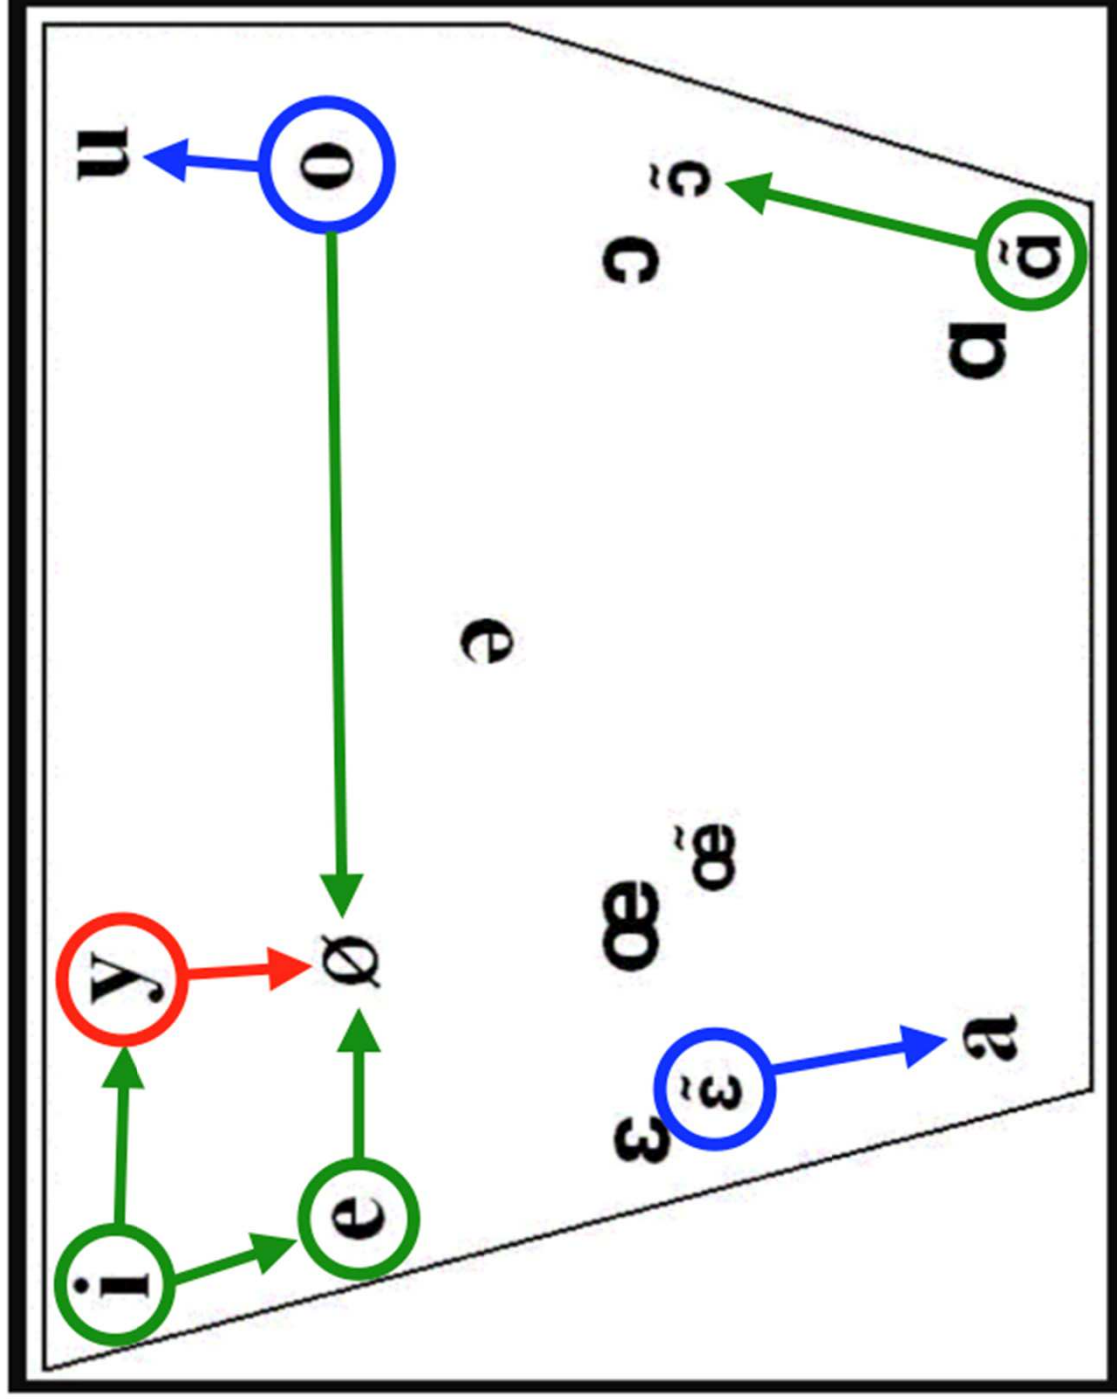 i y u
e ø o
ə
ɛ œ ɔ
ɛ̃ œ̃ ɔ̃
a ɑ
ɑ̃